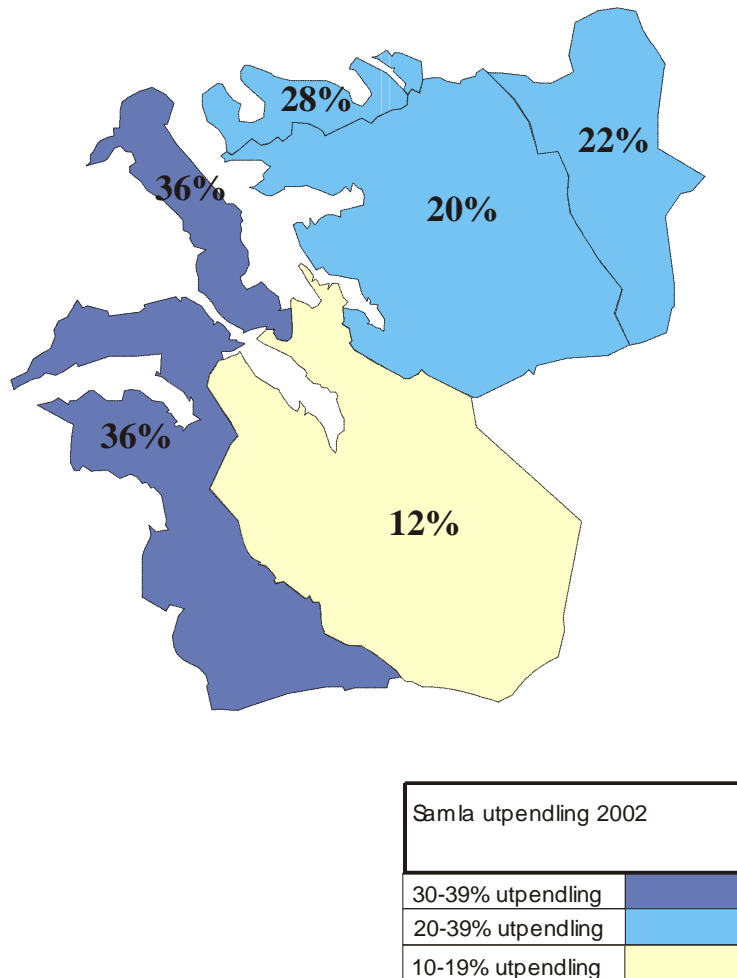 28%
22%
36%
20%
36%
12%
Samla utpendling 2002
30-39% utpendling
20-39% utpendling
10-19% utpendling